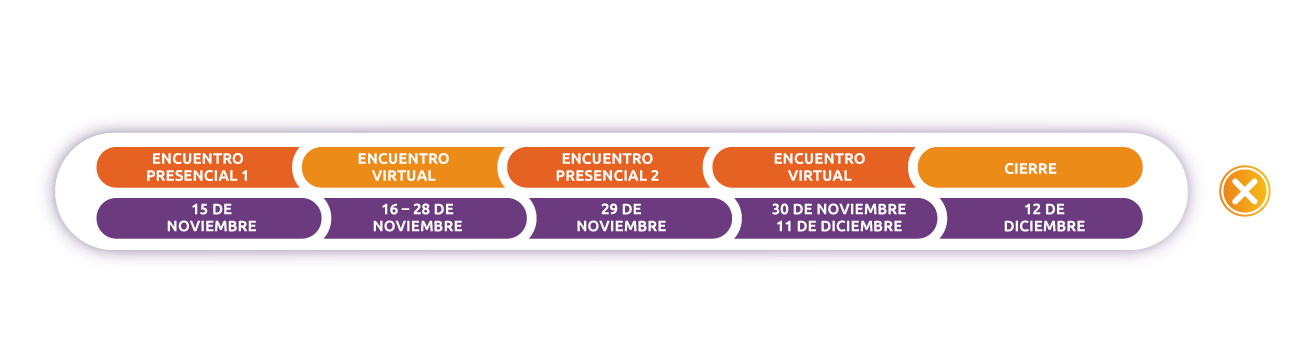 ENCUENTRO
PRESENCIAL 1
ENCUENTRO
VIRTUAL
ENCUENTRO
PRESENCIAL 2
ENCUENTRO
VIRTUAL
CIERRE
15 DE
NOVIEMBRE
16 – 28 DE
NOVIEMBRE
29 DE
NOVIEMBRE
30 DE NOVIEMBRE
11 DE DICIEMBRE
12 DE
DICIEMBRE